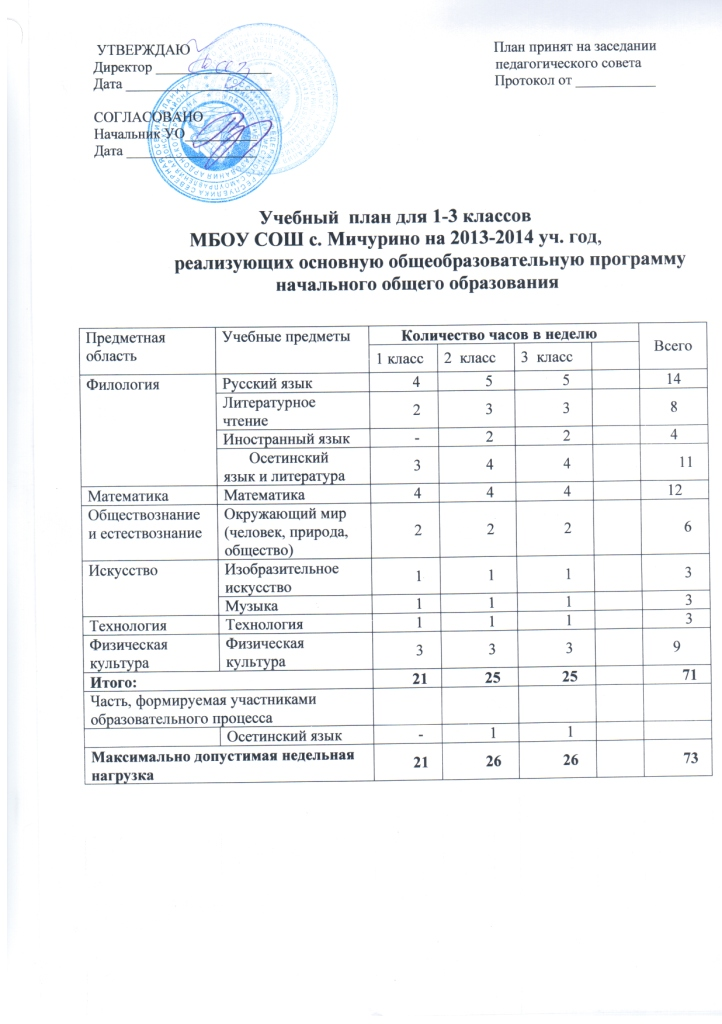 УТВЕРЖДАЮ
Директор _______________
Дата ___________________
План принят на заседании
педагогического совета
Протокол от ___________
СОГЛАСОВАНО
Начальник УО__________
Дата _________________
Учебный план для 1-3 классов
МБОУ СОШ с. Мичурино на 2013-2014 уч. год,
реализующих основную общеобразовательную программу
начального общего образования
Предметная область Учебные предметы Количество часов в неделю Всего
1 класс 2 класс 3 класс
Филология Русский язык 4 5 5 14
Литературное чтение 2 3 3 8
Иностранный язык - 2 2 4
Осетинский язык и литература 3 4 4 11
Математика Математика 4 4 4 12
Обществознание и естествознание Окружающий мир (человек, природа, общество) 2 2 2 6
Искусство Изобразительное искусство 1 1 1 3
Музыка 1 1 1 3
Технология Технология 1 1 1 3
Физическая культура Физическая культура 3 3 3 9
Итого: 21 25 25 71
Часть, формируемая участниками образовательного процесса
Осетинский язык - 1 1
Максимально допустимая недельная нагрузка 21 26 26 73